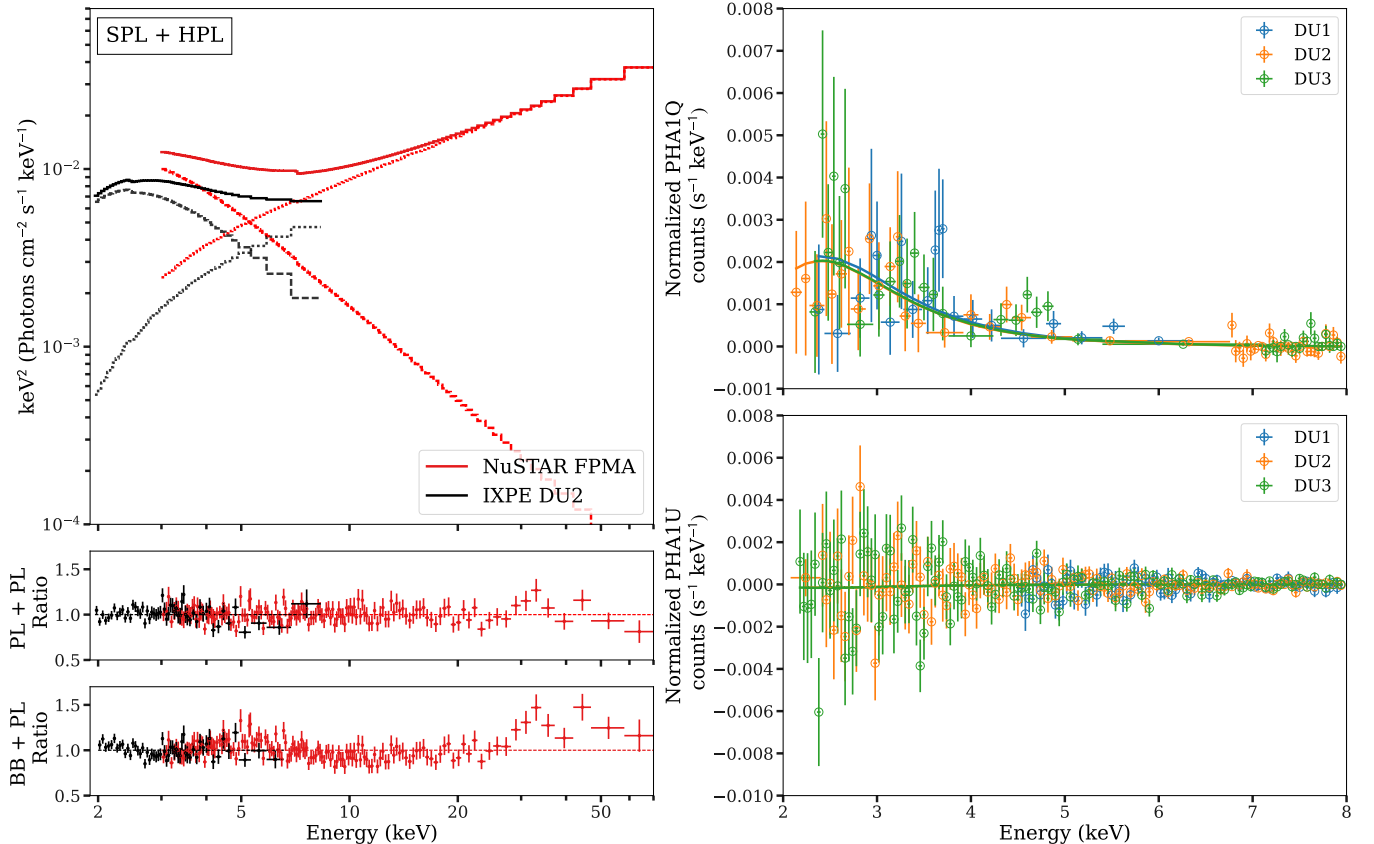 SPL + HPL
keV² (Photons cm⁻² s⁻¹ keV⁻¹)
10⁻²
10⁻³
10⁻⁴
NuSTAR FPMA
IXPE DU2
PL + PL
Ratio
1.5
1.0
0.5
BB + PL
Ratio
1.5
1.0
0.5
2
5
10
20
50
Energy (keV)
Normalized PHA1Q
counts (s⁻¹ keV⁻¹)
0.008
0.007
0.006
0.005
0.004
0.003
0.002
0.001
0.000
−0.001
DU1
DU2
DU3
Normalized PHA1U
counts (s⁻¹ keV⁻¹)
0.008
0.006
0.004
0.002
0.000
−0.002
−0.004
−0.006
−0.008
−0.010
DU1
DU2
DU3
2
3
4
5
6
7
8
Energy (keV)